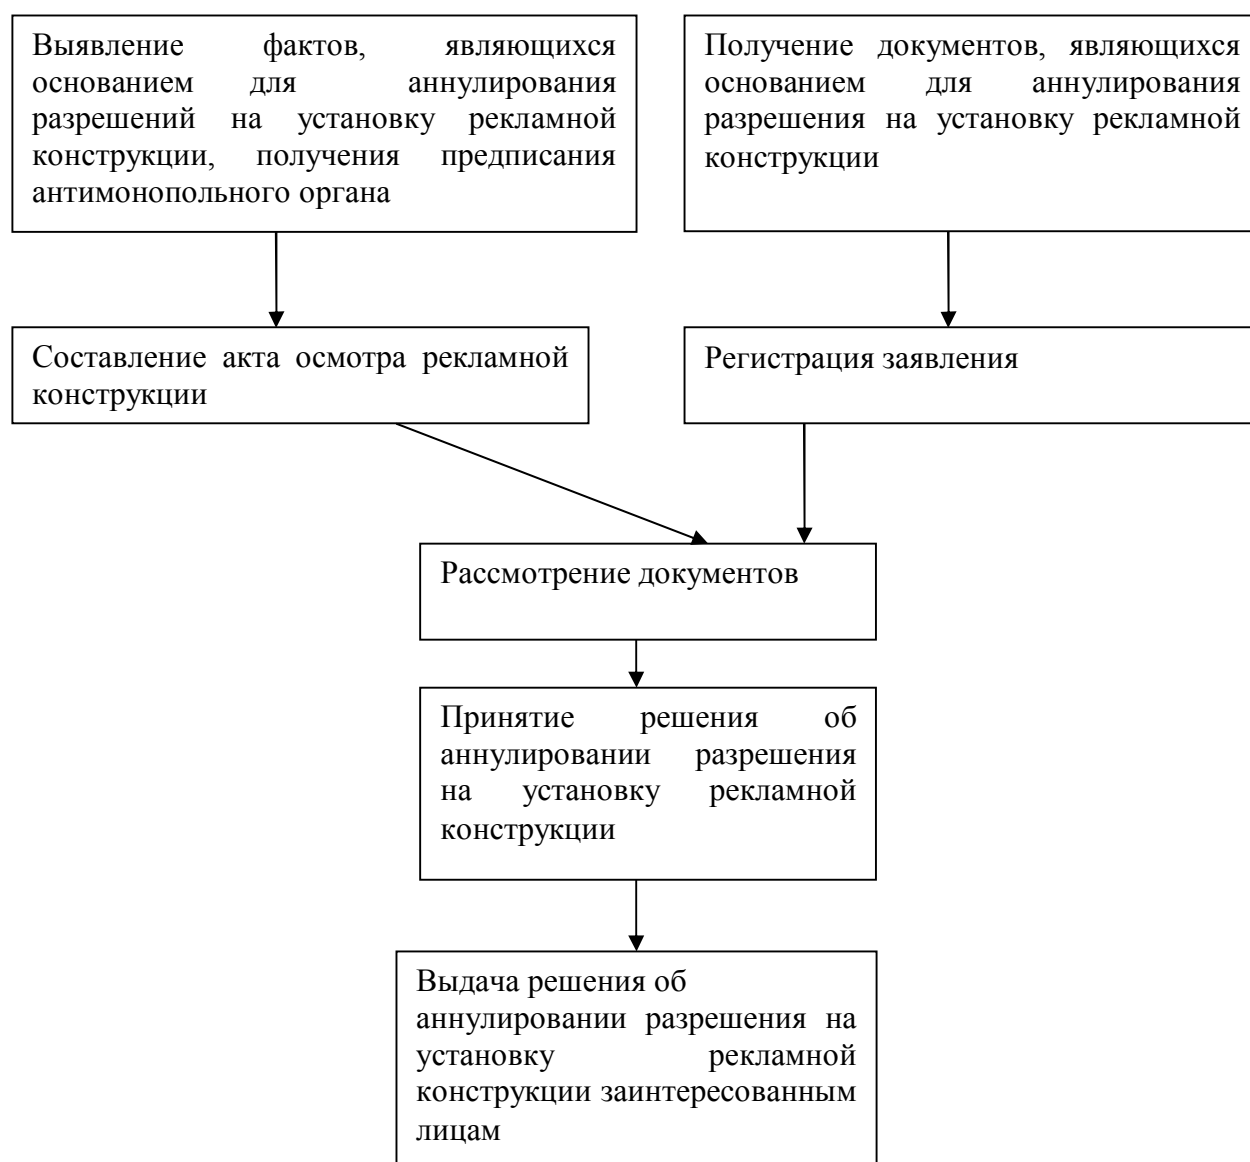 Выявление фактов, являющихся
основанием для аннулирования
разрешений на установку рекламной
конструкции, получения предписания
антимонопольного органа
Получение документов, являющихся
основанием для аннулирования
разрешения на установку рекламной
конструкции
Составление акта осмотра рекламной
конструкции
Регистрация заявления
Рассмотрение документов
Принятие решения об
аннулировании разрешения
на установку рекламной
конструкции
Выдача решения об
аннулировании разрешения на
установку рекламной
конструкции заинтересованным
лицам